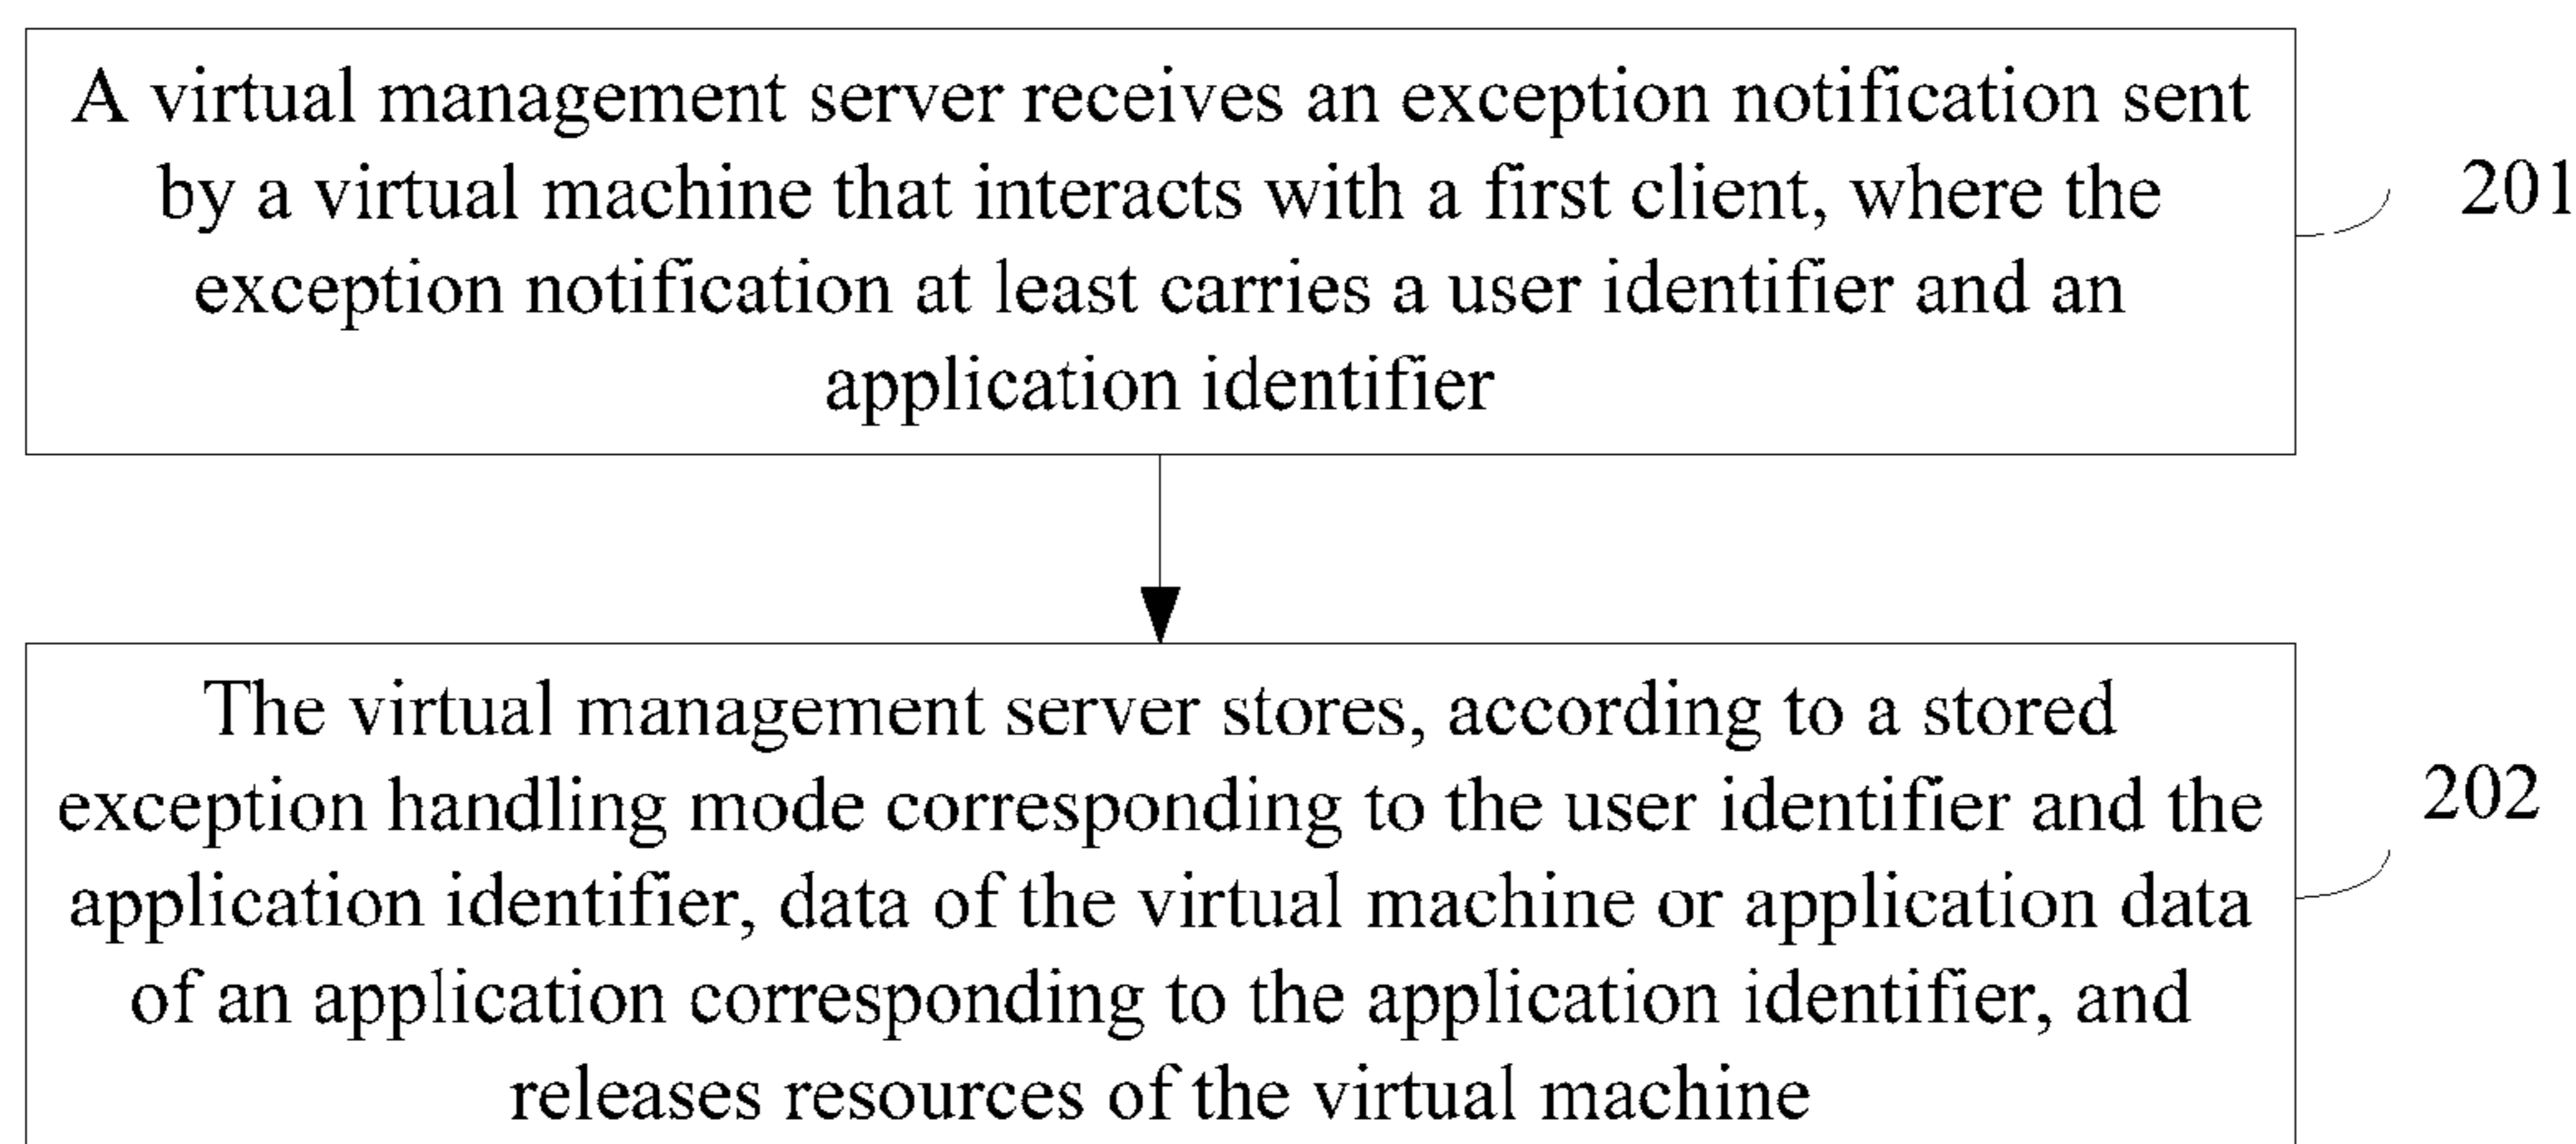 A virtual management server receives an exception notification sent
by a virtual machine that interacts with a first client, where the
exception notification at least carries a user identifier and an
application identifier
201
The virtual management server stores, according to a stored
exception handling mode corresponding to the user identifier and the
application identifier, data of the virtual machine or application data
of an application corresponding to the application identifier, and
releases resources of the virtual machine
202